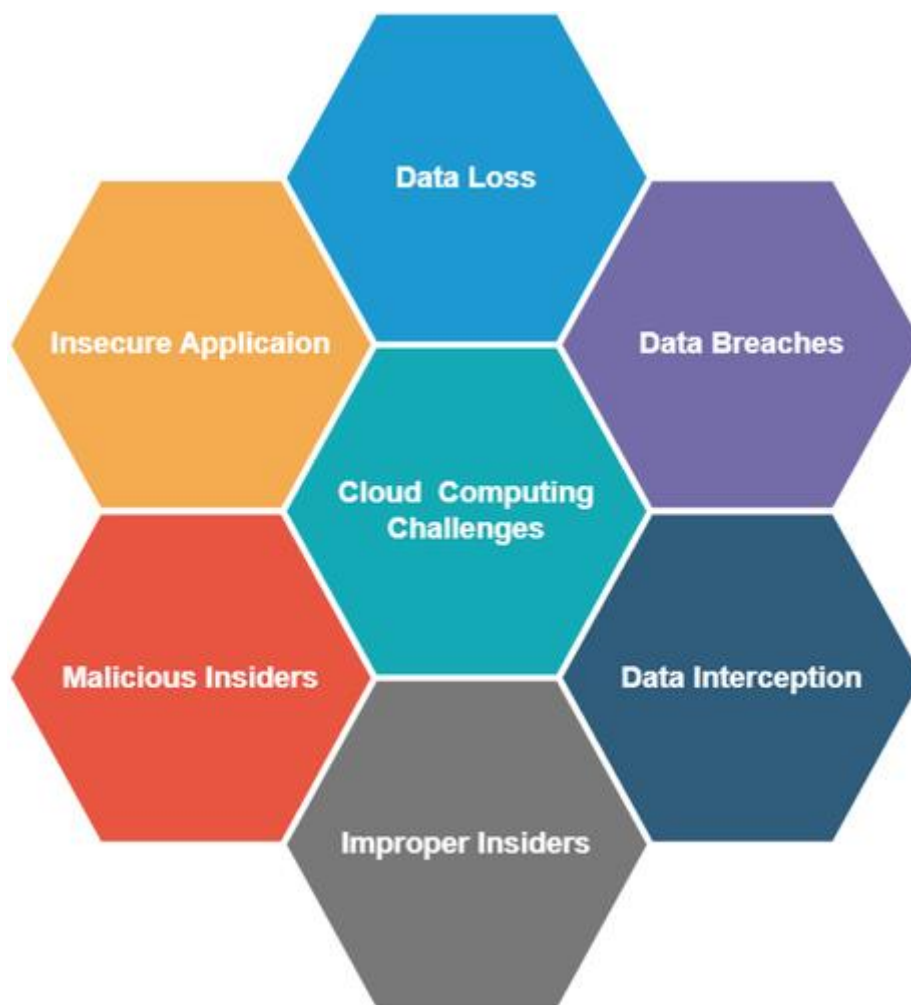 Data Loss
Insecure Applicaion
Data Breaches
Cloud Computing
Challenges
Malicious Insiders
Data Interception
Improper Insiders